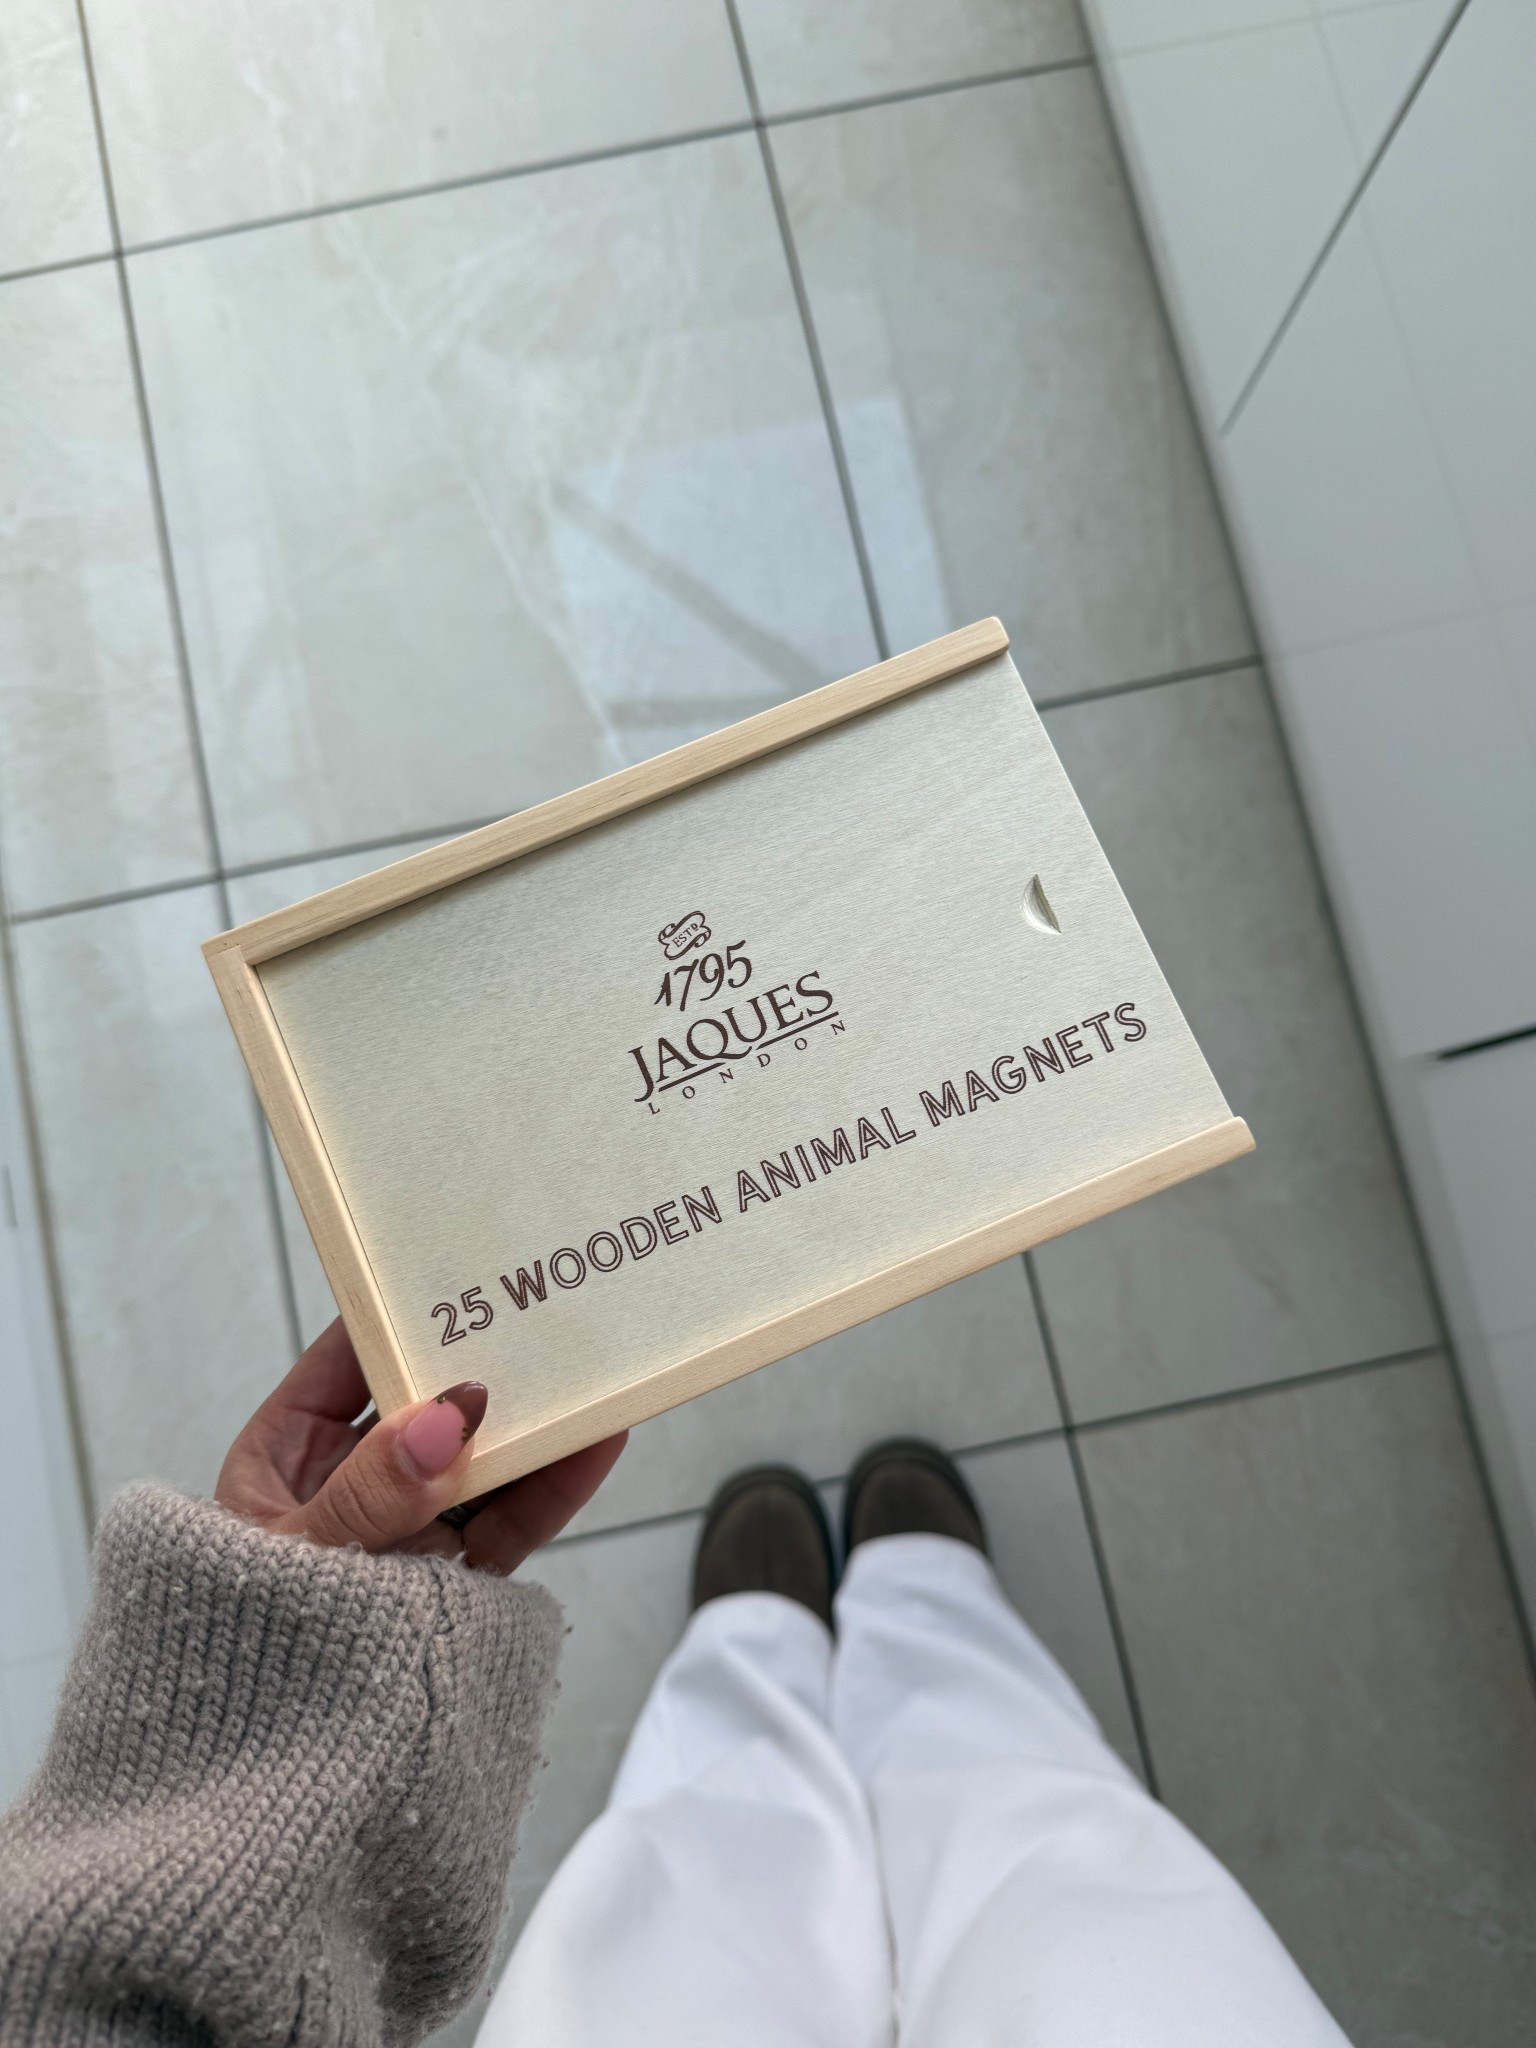 ESTD
1795
JAQUES
LONDON
25 WOODEN ANIMAL MAGNETS